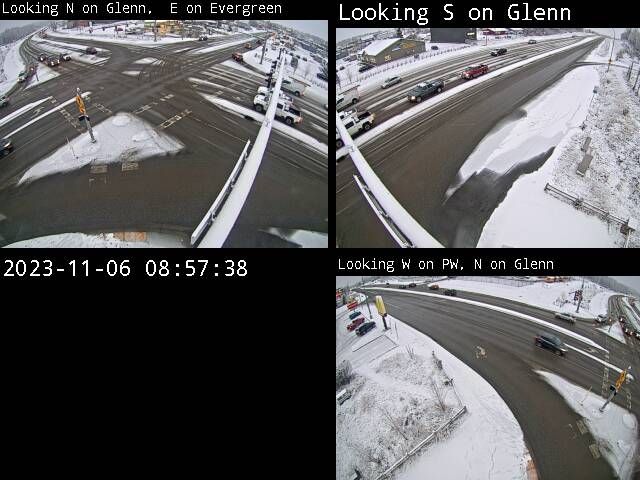 Looking N on Glenn,  E on Evergreen
Looking S on Glenn
2023-11-06 08:57:38
Looking W on PW, N on Glenn